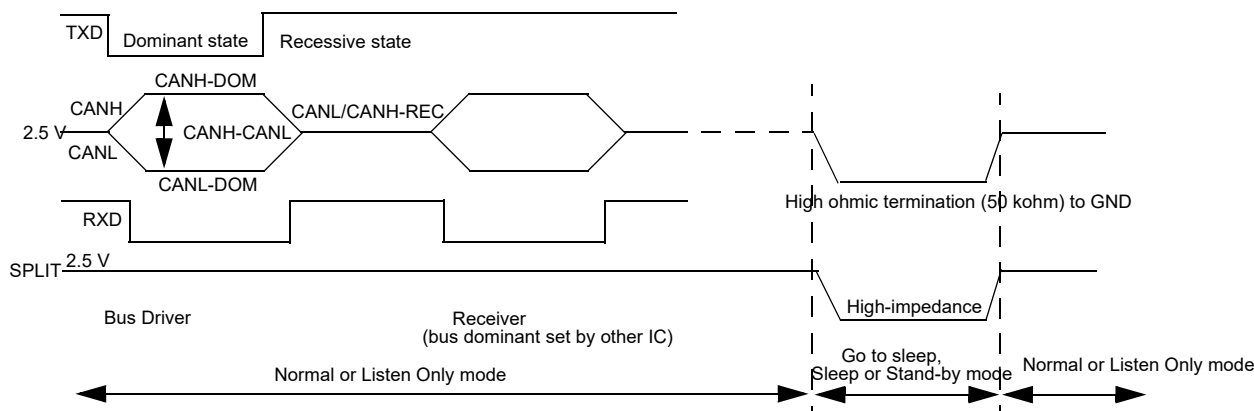 TXD
Dominant state
Recessive state
CANH-DOM
CANH
CANL/CANH-REC
2.5 V
CANH-CANL
CANL
CANL-DOM
High ohmic termination (50 kohm) to GND
RXD
2.5 V
SPLIT
High-impedance
Bus Driver
Receiver
(bus dominant set by other IC)
Go to sleep,
Sleep or Stand-by mode
Normal or Listen Only mode
Normal or Listen Only mode